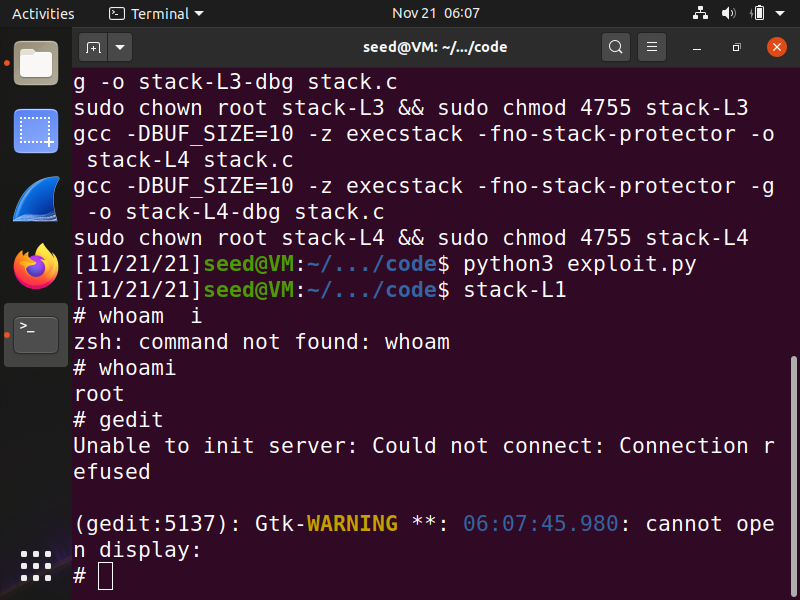 Activities Terminal Nov 21 06:07
seed@VM: ~/.../code
g -o stack-L3-dbg stack.c
sudo chown root stack-L3 && sudo chmod 4755 stack-L3
gcc -DBUF_SIZE=10 -z execstack -fno-stack-protector -o
 stack-L4 stack.c
gcc -DBUF_SIZE=10 -z execstack -fno-stack-protector -g
 -o stack-L4-dbg stack.c
sudo chown root stack-L4 && sudo chmod 4755 stack-L4
[11/21/21]seed@VM:~/.../code$ python3 exploit.py
[11/21/21]seed@VM:~/.../code$ stack-L1
# whoam  i
zsh: command not found: whoam
# whoami
root
# gedit
Unable to init server: Could not connect: Connection r
efused
(gedit:5137): Gtk-WARNING **: 06:07:45.980: cannot ope
n display:
#